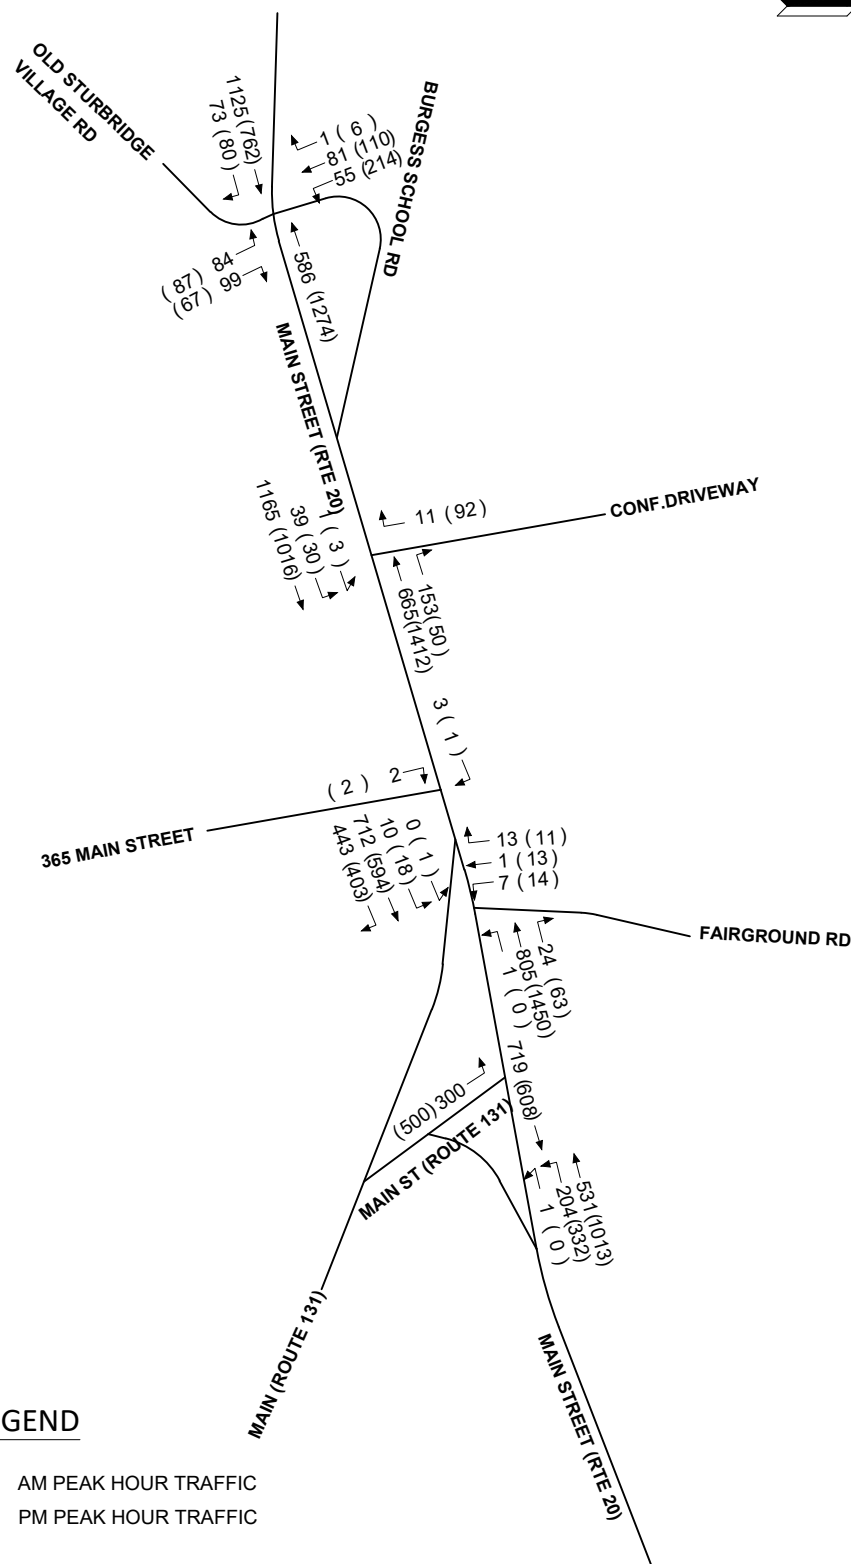 OLD STURBRIDGE
VILLAGE RD
1125 (762)
73 (80)
1 ( 6 )
81 (110)
55 (214)
BURGESS SCHOOL RD
( 87 ) 84
(67 ) 99
586 (1274)
MAIN STREET (RTE 20)
1 ( 3 )
39 ( 30 )
1165 (1016)
11 ( 92 )
CONF.DRIVEWAY
153( 50 )
665(1412)
3 ( 1 )
( 2 ) 2
365 MAIN STREET
0 ( 1 )
10 ( 18 )
712 (594)
443 (403)
13 ( 11 )
1 ( 13 )
7 ( 14 )
FAIRGROUND RD
24 ( 63 )
805(1450)
1 ( 0 )
719 (608)
(500) 300
MAIN ST (ROUTE 131)
531(1013)
204(332)
1 ( 0 )
MAIN (ROUTE 131)
MAIN STREET (RTE 20)
GEND
AM PEAK HOUR TRAFFIC
PM PEAK HOUR TRAFFIC